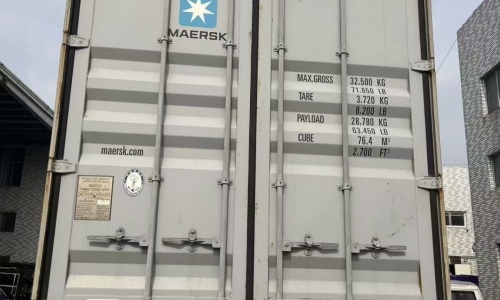 MAERSK
maersk.com
MAX.GROSS 32.500 KG
71.650 LB
TARE 3.720 KG
8.200 LB
PAYLOAD 28.780 KG
63.450 LB
CUBE 76.4 M³
2.700 FT³